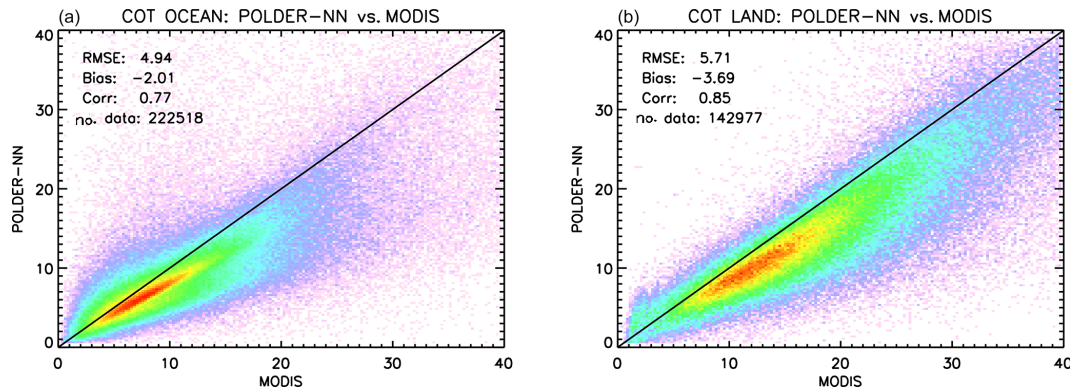 (a) COT OCEAN: POLDER-NN vs. MODIS
RMSE: 4.94
Bias: -2.01
Corr: 0.77
no. data: 222518
POLDER-NN
40
30
20
10
0
0 10 20 30 40
MODIS
(b) COT LAND: POLDER-NN vs. MODIS
RMSE: 5.71
Bias: -3.69
Corr: 0.85
no. data: 142977
POLDER-NN
40
30
20
10
0
0 10 20 30 40
MODIS